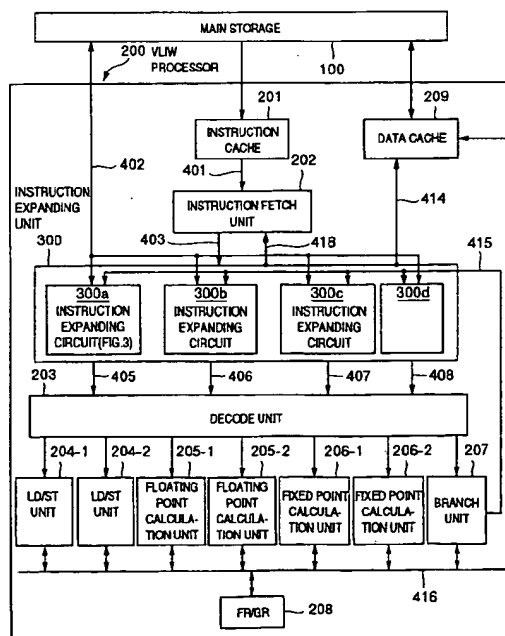 MAIN STORAGE
200
VLIW
PROCESSOR
100
201
209
INSTRUCTION
CACHE
DATA CACHE
402
401
202
INSTRUCTION
EXPANDING
UNIT
INSTRUCTION FETCH
UNIT
414
300
403
418
415
300a
INSTRUCTION
EXPANDING
CIRCUIT(FIG.3)
300b
INSTRUCTION
EXPANDING
CIRCUIT
300c
INSTRUCTION
EXPANDING
CIRCUIT
300d
203
405
406
407
408
DECODE UNIT
204-1
204-2
205-1
205-2
206-1
206-2
207
LD/ST
UNIT
LD/ST
UNIT
FLOATING
POINT
CALCULA-
TION UNIT
FLOATING
POINT
CALCULA-
TION UNIT
FIXED POINT
CALCULA-
TION UNIT
FIXED POINT
CALCULA-
TION UNIT
BRANCH
UNIT
416
FR/GR
208